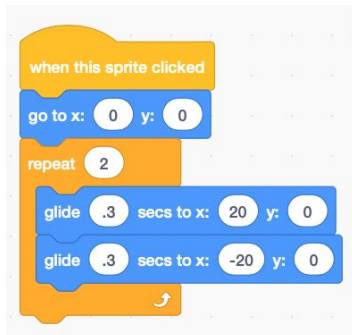 when this sprite clicked
go to x: 0 y: 0
repeat 2
glide .3 secs to x: 20 y: 0
glide .3 secs to x: -20 y: 0